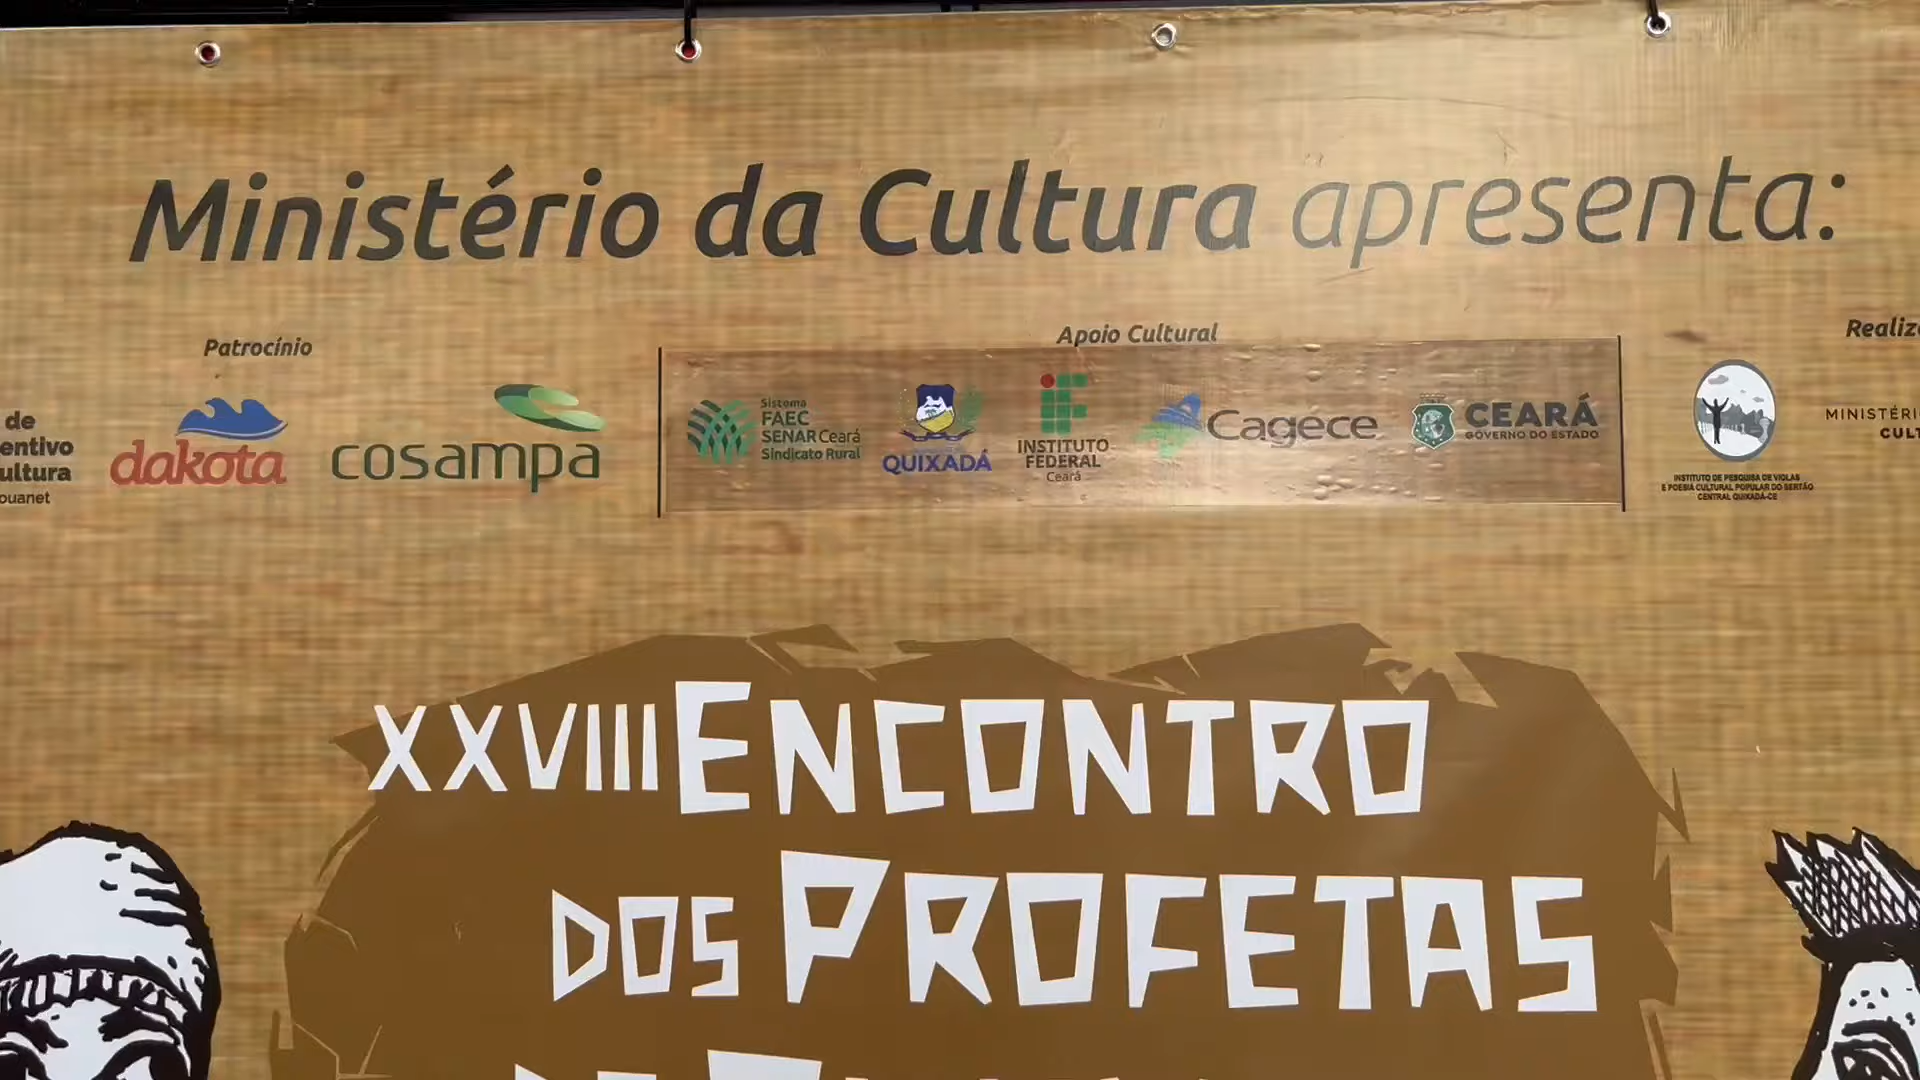 Ministério da Cultura apresenta:
Patrocínio
Apoio Cultural
de
entivo
ultura
ouanet
dakota
cosampa
Sistema
FAEC
SENAR Ceará
Sindicato Rural
QUIXADÁ
INSTITUTO
FEDERAL
Ceará
Cagece
CEARÁ
GOVERNO DO ESTADO
INSTITUTO DE PESQUISA DE VIOLAS
E POESIA CULTURAL POPULAR DO SERTÃO
CENTRAL QUIXADÁ-CE
Realiz
MINISTÉRI
CULT
XXVIII ENCONTRO
DOS PROFETAS